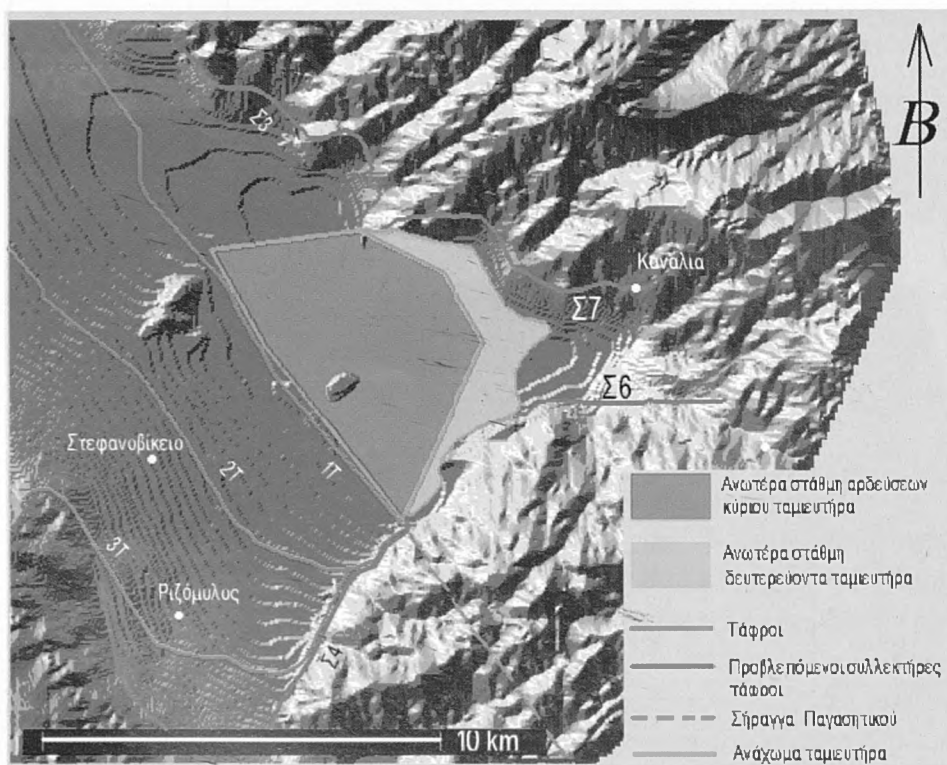 Β
Σ3
Κανάλια
Σ7
Σ6
Στεφανοβίκειο
1Τ
2Τ
3Τ
Ριζόμυλος
Σ4
10 km
Ανωτέρα στάθμη αρδεύσεων
κύριου ταμιευτήρα
Ανωτέρα στάθμη
δευτερεύοντα ταμιευτήρα
Τάφροι
Προβλεπόμενοι συλλεκτήρες
τάφροι
Σήραγγα Παγασητικού
Ανάχωμα ταμιευτήρα